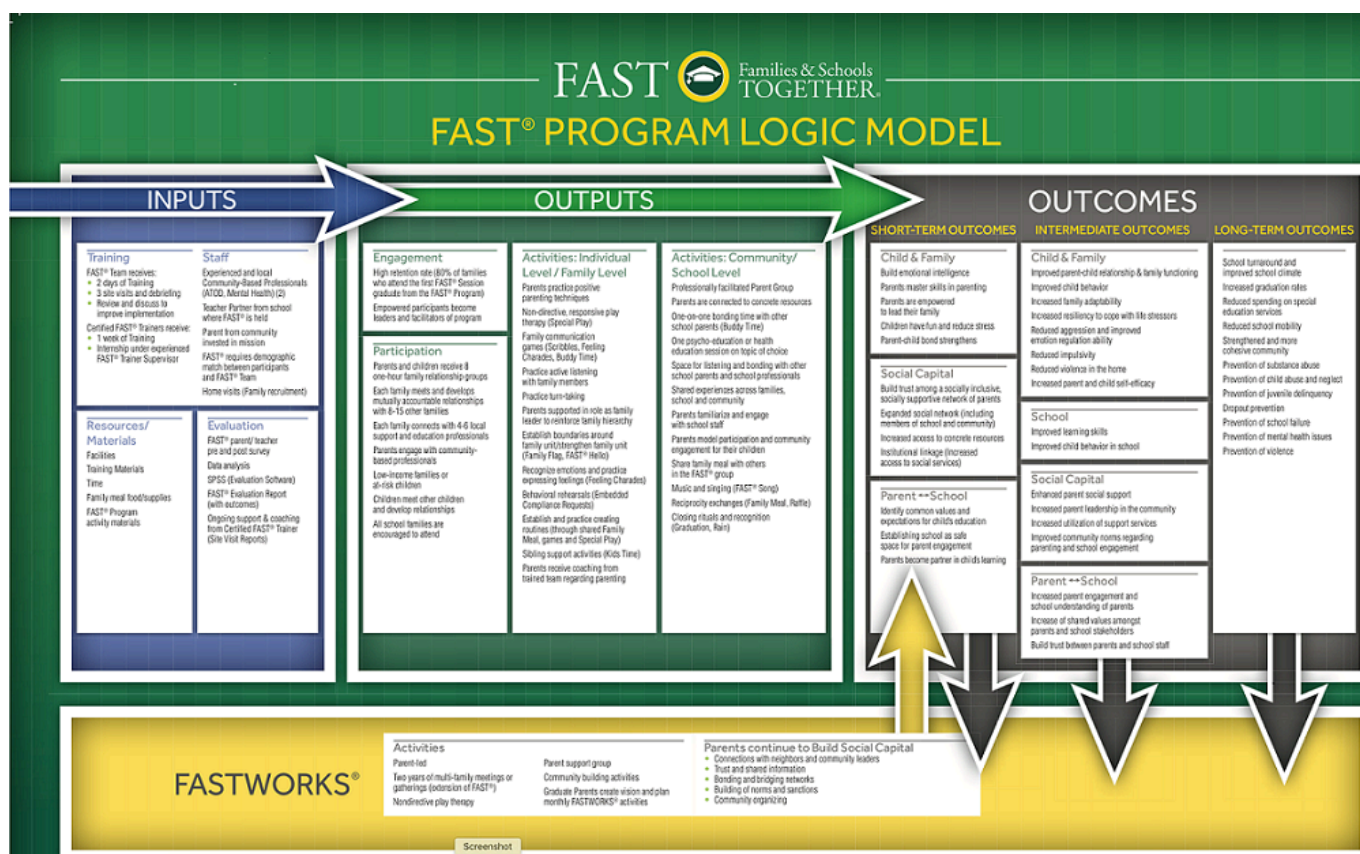 FAST
Families & Schools
TOGETHER®
FAST® PROGRAM LOGIC MODEL
INPUTS
Training
FAST® Team receives:
2 days of Training
3 site visits and debriefing
Review and discuss to
improve implementation
Certified FAST® Trainers receive:
1 week of Training
Internship under experienced
FAST® Trainer Supervisor
Staff
Experienced and local
Community-Based Professionals
(ATOD, Mental Health) (2)
Teacher Partner from school
where FAST® is held
Parent from community
invested in mission
FAST® requires demographic
match between participants
and FAST® Team
Home visits (Family recruitment)
Resources/
Materials
Facilities
Training Materials
Time
Family meal food/supplies
FAST® Program
activity materials
Evaluation
FAST® parent/teacher
pre and post survey
Data analysis
SPSS (Evaluation Software)
FAST® Evaluation Report
(with outcomes)
Ongoing support & coaching
from Certified FAST® Trainer
(Site Visit Reports)
OUTPUTS
Engagement
High retention rate (80% of families
who attend the first FAST® Session
graduate from the FAST® Program)
Empowered participants become
leaders and facilitators of program
Participation
Parents and children receive 8
one-hour family relationship groups
Each family meets and develops
mutually accountable relationships
with 8-15 other families
Each family connects with 4-6 local
support and education professionals
Parents engage with community-
based professionals
Low-income families or
at-risk children
Children meet other children
and develop relationships
All school families are
encouraged to attend
Activities: Individual
Level / Family Level
Parents practice positive
parenting techniques
Non-directive, responsive play
therapy (Special Play)
Family communication
games (Scribbles, Feeling
Charades, Buddy Time)
Practice active listening
with family members
Practice turn-taking
Parents supported in role as family
leader to reinforce family hierarchy
Establish boundaries around
family unit/strengthen family unit
(Family Flag, FAST® Hello)
Recognize emotions and practice
expressing feelings (Feeling Charades)
Behavioral rehearsals (Embedded
Compliance Requests)
Establish and practice creating
routines (through shared Family
Meal, games and Special Play)
Sibling support activities (Kids Time)
Parents receive coaching from
trained team regarding parenting
Activities: Community/
School Level
Professionally facilitated Parent Group
Parents are connected to concrete resources
One-on-one bonding time with other
school parents (Buddy Time)
One psycho-education or health
education session on topic of choice
Space for listening and bonding with other
school parents and school professionals
Shared experiences across families,
school and community
Parents familiarize and engage
with school staff
Parents model participation and community
engagement for their children
Share family meal with others
in the FAST® group
Music and singing (FAST® Song)
Reciprocity exchanges (Family Meal, Raffle)
Closing rituals and recognition
(Graduation, Rain)
OUTCOMES
SHORT-TERM OUTCOMES
Child & Family
Build emotional intelligence
Parents master skills in parenting
Parents are empowered
to lead their family
Children have fun and reduce stress
Parent-child bond strengthens
Social Capital
Build trust among a socially inclusive,
socially supportive network of parents
Expanded social network (including
members of school and community)
Increased access to concrete resources
Institutional linkage (Increased
access to social services)
Parent ↔ School
Identify common values and
expectations for child's education
Establishing school as safe
space for parent engagement
Parents become partner in child's learning
INTERMEDIATE OUTCOMES
Child & Family
Improved parent-child relationship & family functioning
Improved child behavior
Increased family adaptability
Increased resiliency to cope with life stressors
Reduced aggression and improved
emotion regulation ability
Reduced impulsivity
Reduced violence in the home
Increased parent and child self-efficacy
School
Improved learning skills
Improved child behavior in school
Social Capital
Enhanced parent social support
Increased parent leadership in the community
Increased utilization of support services
Improved community norms regarding
parenting and school engagement
Parent ↔ School
Increased parent engagement and
school understanding of parents
Increase of shared values amongst
parents and school stakeholders
Build trust between parents and school staff
LONG-TERM OUTCOMES
School turnaround and
improved school climate
Increased graduation rates
Reduced spending on special
education services
Reduced school mobility
Strengthened and more
cohesive community
Prevention of substance abuse
Prevention of child abuse and neglect
Prevention of juvenile delinquency
Dropout prevention
Prevention of school failure
Prevention of mental health issues
Prevention of violence
FASTWORKS®
Activities
Parent-led
Two years of multi-family meetings or
gatherings (extension of FAST®)
Nondirective play therapy
Parent support group
Community building activities
Graduate Parents create vision and plan
monthly FASTWORKS® activities
Parents continue to Build Social Capital
Connections with neighbors and community leaders
Trust and shared information
Bonding and bridging networks
Building of norms and sanctions
Community organizing
Screenshot